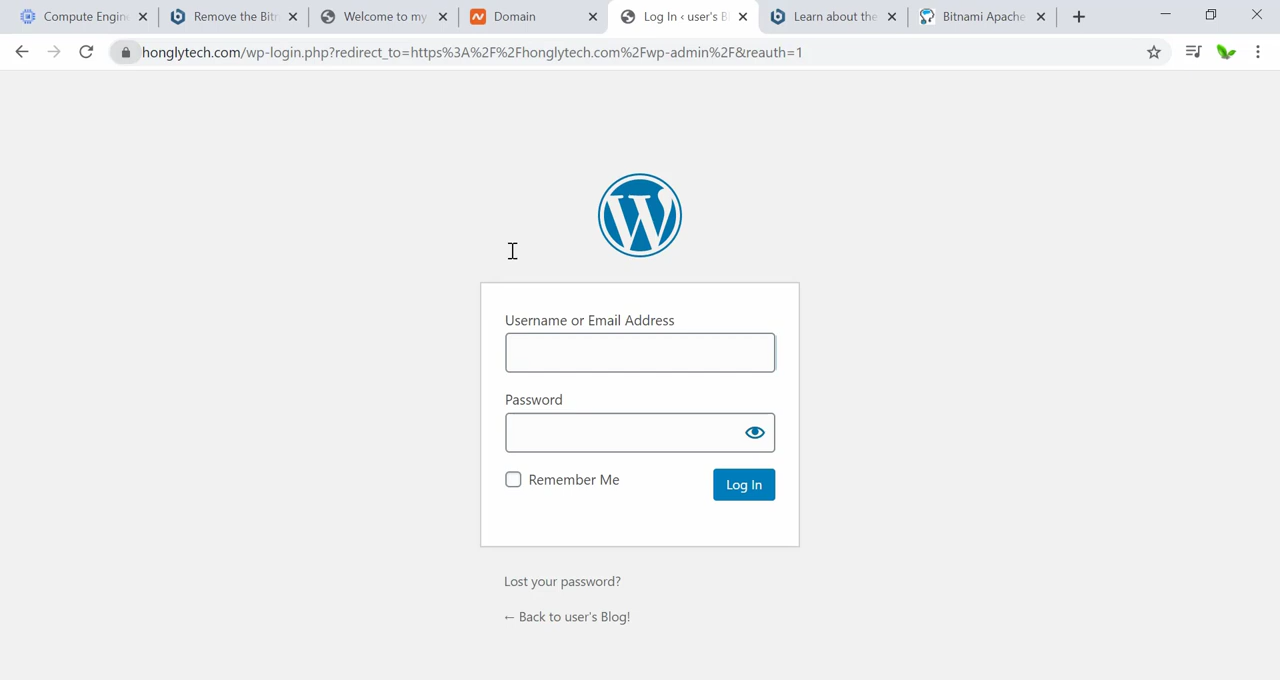 Compute Engin
Remove the Bitn
Welcome to my
Domain
Log In ‹ user's B
Learn about the
Bitnami Apache
honglytech.com/wp-login.php?redirect_to=https%3A%2F%2Fhonglytech.com%2Fwp-admin%2F&reauth=1
Username or Email Address
Password
Remember Me
Log In
Lost your password?
← Back to user's Blog!